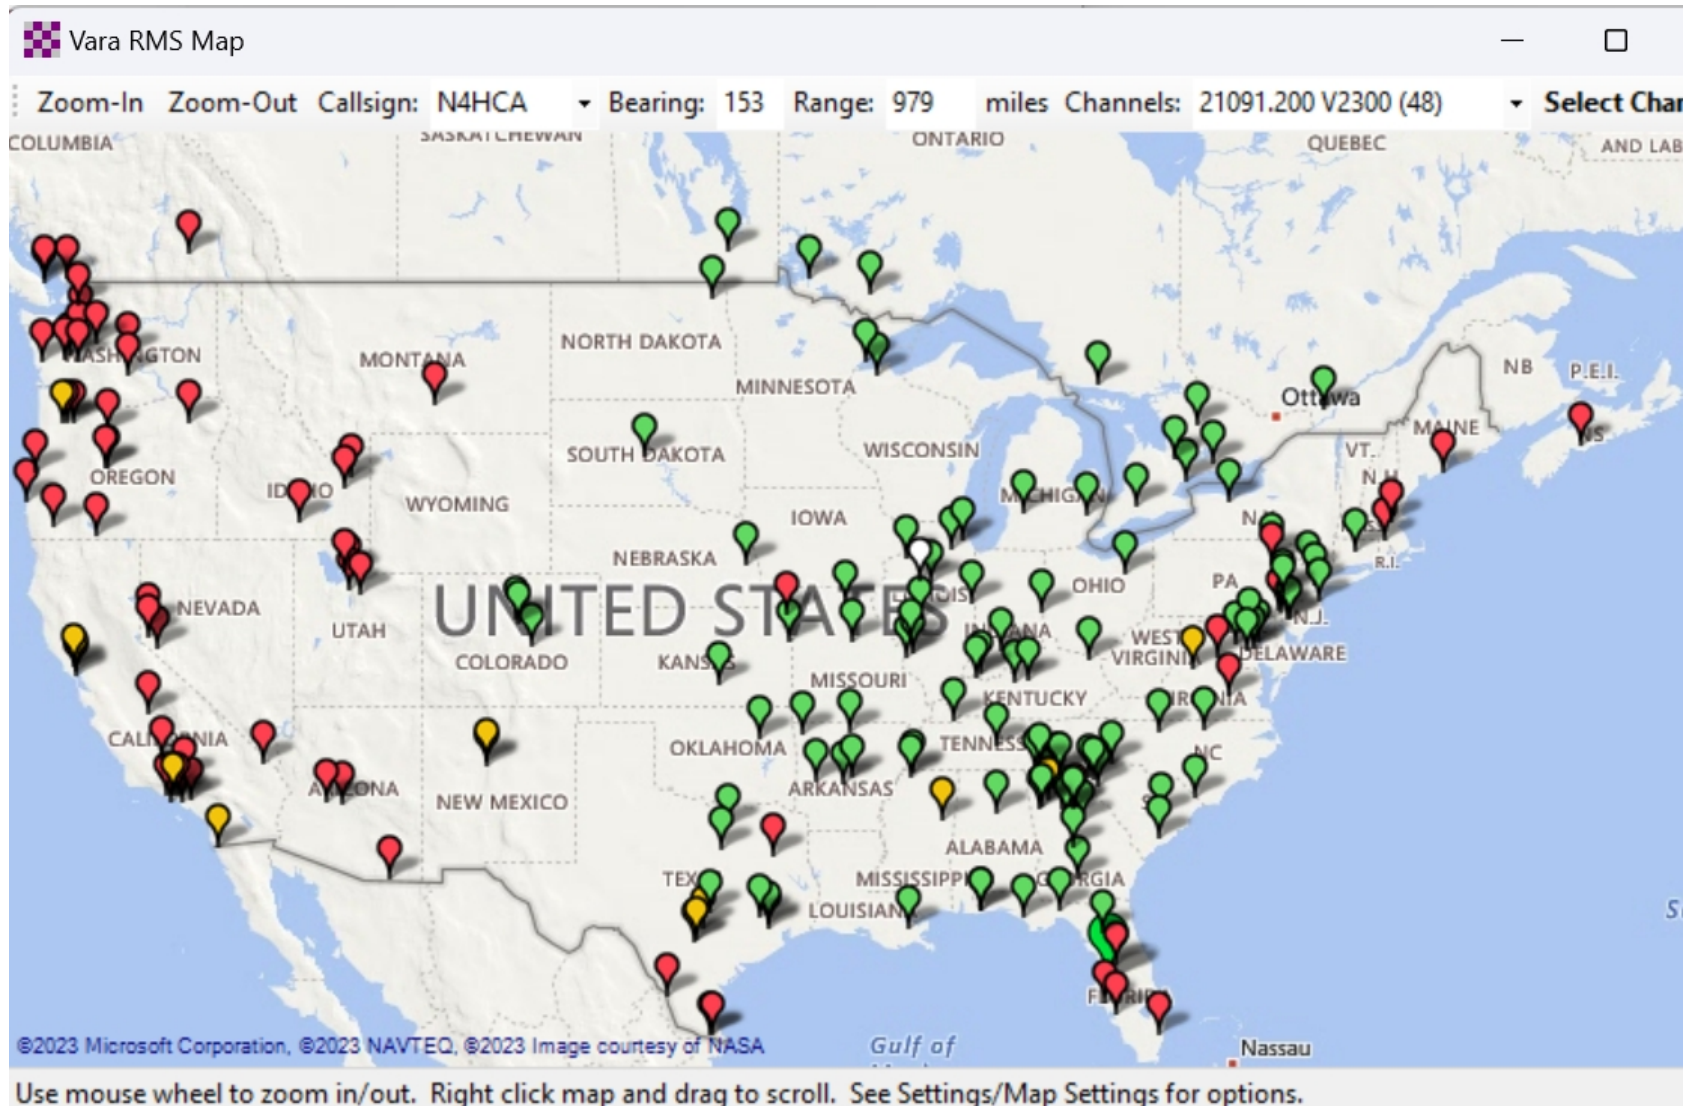 Vara RMS Map
Zoom-In Zoom-Out Callsign: N4HCA Bearing: 153 Range: 979 miles Channels: 21091.200 V2300 (48) Select Chan
COLUMBIA
SASKATCHEWAN
ONTARIO
QUEBEC
AND LAB
NORTH DAKOTA
MONTANA
MINNESOTA
NB
P.E.I.
NS
Ottawa
MAINE
WISCONSIN
SOUTH DAKOTA
VT.
N.H.
OREGON
WYOMING
IOWA
NEBRASKA
R.I.
OHIO
PA
UNITED STATES
NEVADA
UTAH
N.J.
COLORADO
WEST
VIRGINIA
DELAWARE
MISSOURI
KENTUCKY
OKLAHOMA
NC
NEW MEXICO
ARKANSAS
ALABAMA
©2023 Microsoft Corporation, ©2023 NAVTEQ, ©2023 Image courtesy of NASA
Gulf of
Nassau
Use mouse wheel to zoom in/out. Right click map and drag to scroll. See Settings/Map Settings for options.